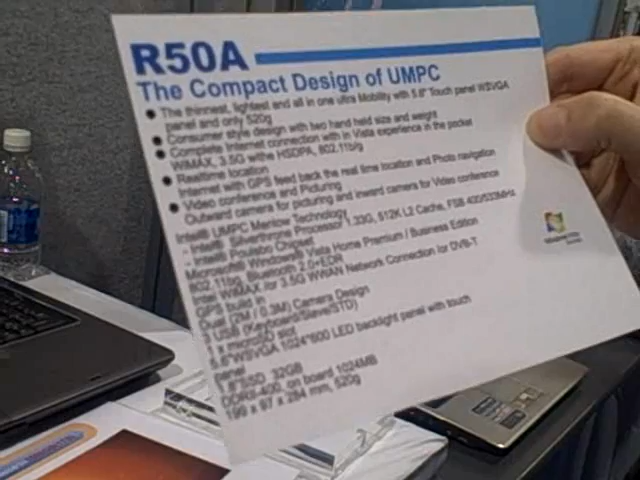 R50A
The Compact Design of UMPC
The thinnest, lightest and all in one ultra Mobility with 5.6" Touch panel WSVGA
panel and only 520g
Consumer style design with two hand held size and weight
Complete Internet connection with in Vista experience in the pocket
WiMAX, 3.5G withe HSDPA, 802.11b/g
Realtime location
Internet with GPS feed back the real time location and Photo navigation
Video conference and Picturing
Outward camera for picturing and inward camera for Video conference
Intel® UMPC Menlow Technology
- Intel® Silverthrone Processor 1.33G, 512K L2 Cache, FSB 400/533MHz
- Intel® Poulsbo Chipset
Microsoft® Windows® Vista Home Premium / Business Edition
802.11b/g, Bluetooth 2.0+EDR
Intel WiMAX /or 3.5G WWAN Network Connection /or DVB-T
GPS build in
Dual (2M / 0.3M) Camera Design
USB (Keyboard/Slave/STD)
1 x microSD slot
5.6"WSVGA 1024*600 LED backlight panel with touch
panel
1.8"SSD 32GB
DDRII-400, on board 1024MB
199 x 97 x 284 mm, 520g